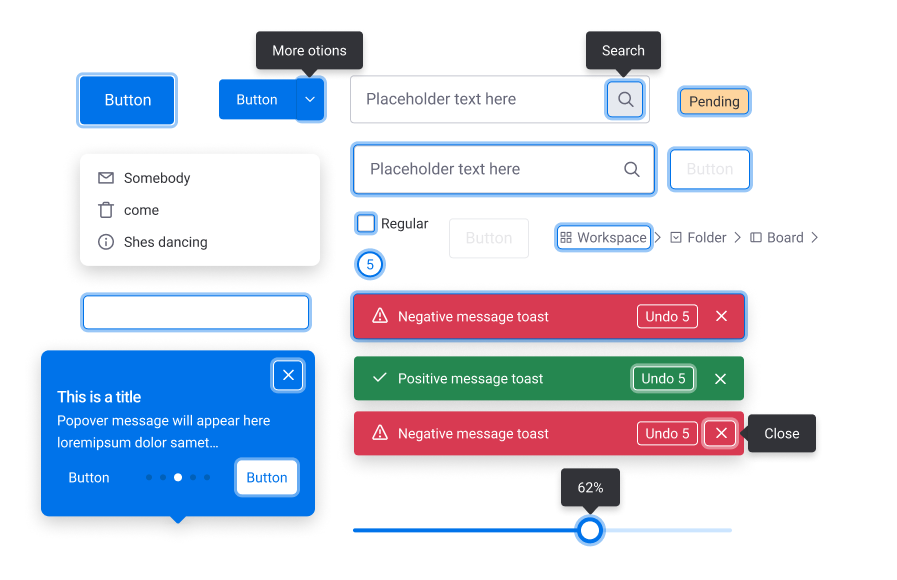 More otions
Search
Button
Button
Placeholder text here
Pending
Placeholder text here
Button
Somebody
come
Shes dancing
Regular
Button
Workspace
Folder
Board
5
Negative message toast
Undo 5
Positive message toast
Undo 5
Negative message toast
Undo 5
Close
This is a title
Popover message will appear here
loremipsum dolor samet...
Button
Button
62%